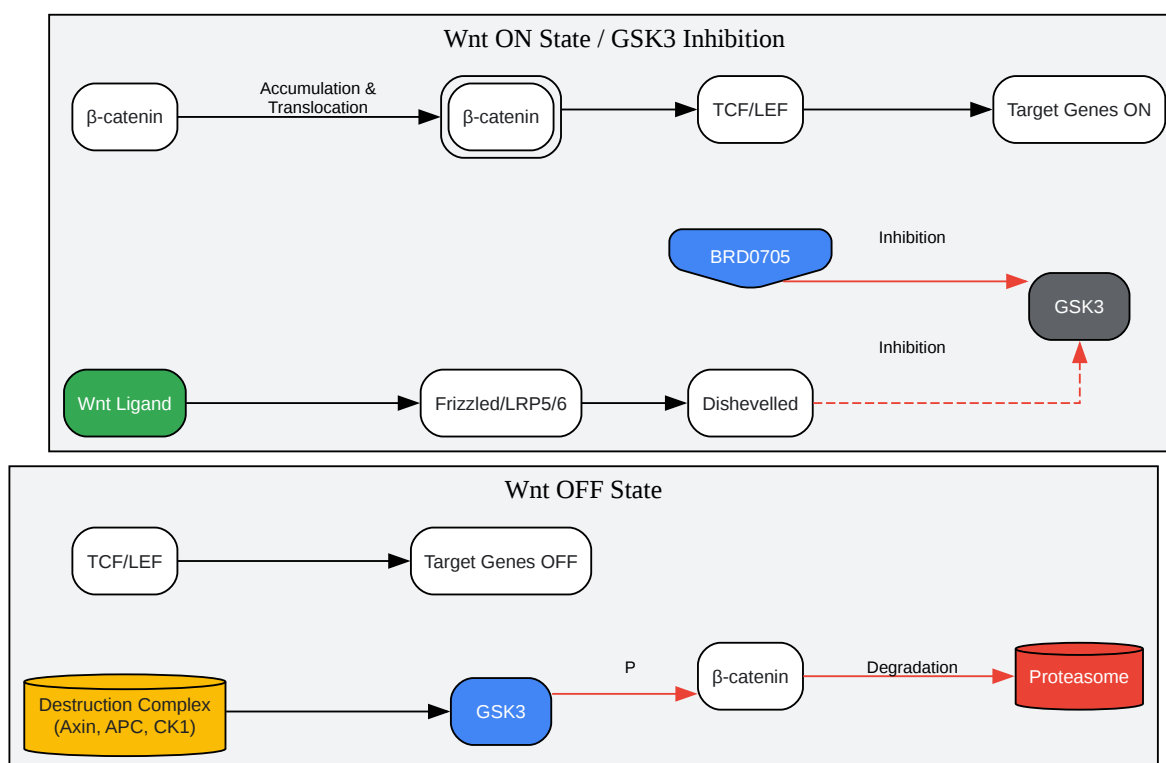 Wnt ON State / GSK3 Inhibition
Accumulation &
Translocation
β-catenin
β-catenin
TCF/LEF
Target Genes ON
Inhibition
BRD0705
GSK3
Inhibition
Wnt Ligand
Frizzled/LRP5/6
Dishevelled
Wnt OFF State
TCF/LEF
Target Genes OFF
P
β-catenin
Degradation
Proteasome
Destruction Complex
(Axin, APC, CK1)
GSK3